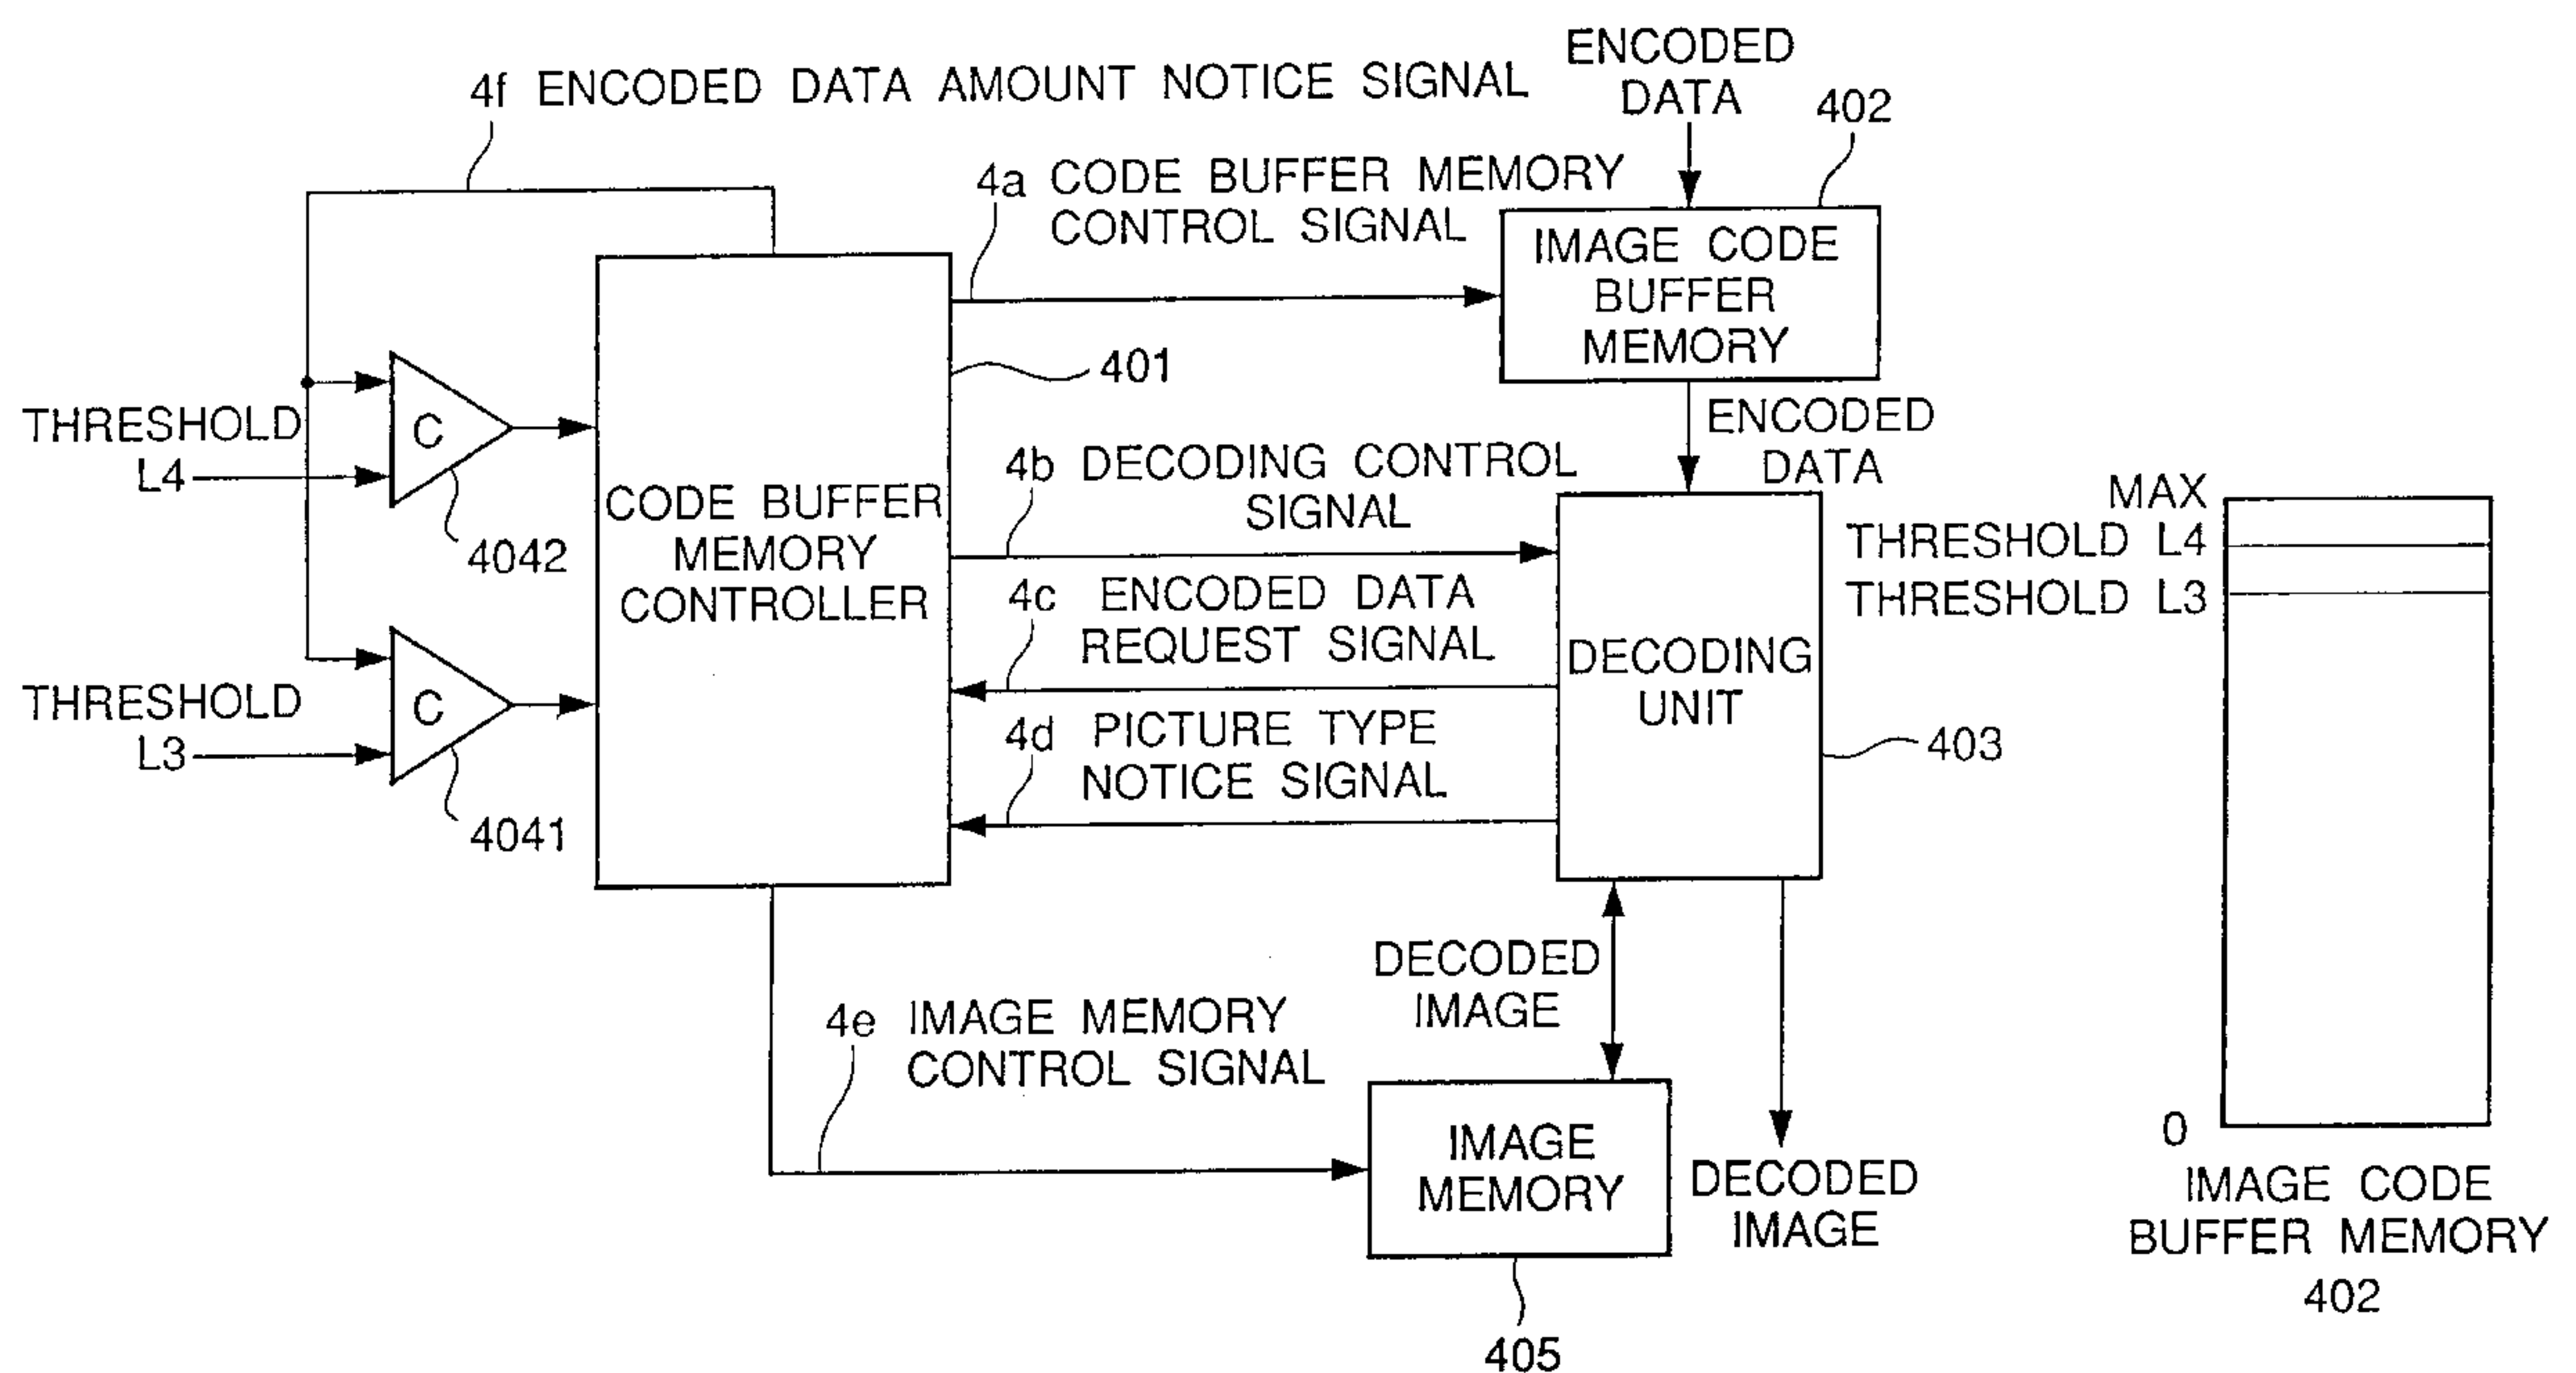 4f ENCODED DATA AMOUNT NOTICE SIGNAL
ENCODED
DATA
402
4a CODE BUFFER MEMORY
CONTROL SIGNAL
IMAGE CODE
BUFFER
MEMORY
401
THRESHOLD
L4
C
4042
CODE BUFFER
MEMORY
CONTROLLER
ENCODED
DATA
4b DECODING CONTROL
SIGNAL
4c ENCODED DATA
REQUEST SIGNAL
4d PICTURE TYPE
NOTICE SIGNAL
DECODING
UNIT
403
THRESHOLD
L3
C
4041
MAX
THRESHOLD L4
THRESHOLD L3
0
IMAGE CODE
BUFFER MEMORY
402
DECODED
IMAGE
4e IMAGE MEMORY
CONTROL SIGNAL
IMAGE
MEMORY
405
DECODED
IMAGE